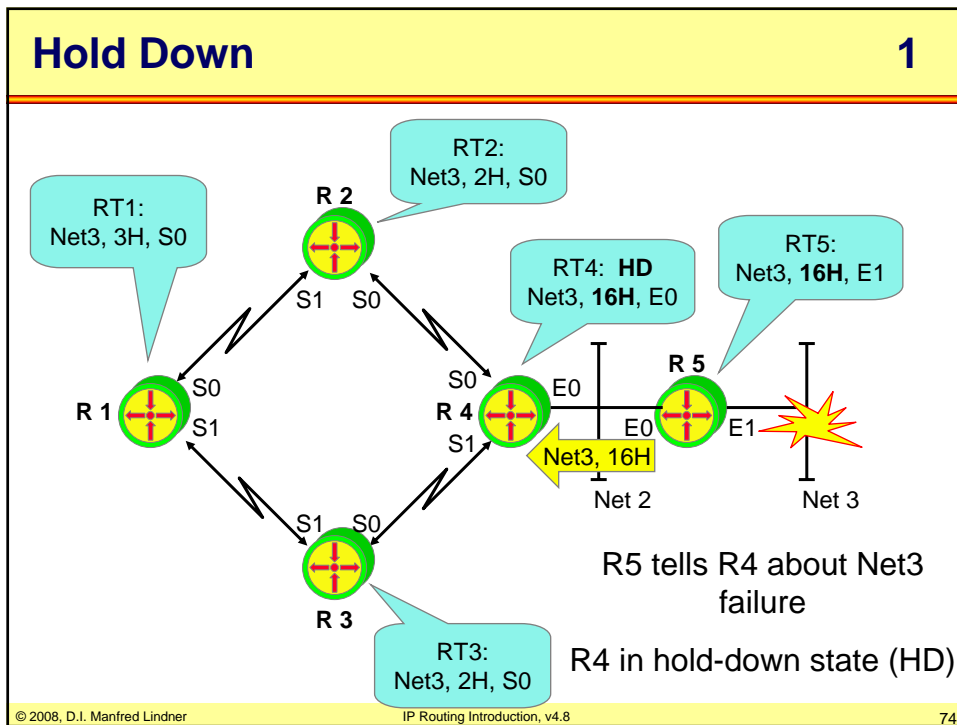 Hold Down 1
RT2:
Net3, 2H, S0
R 2
RT1:
Net3, 3H, S0
RT4: HD
Net3, 16H, E0
RT5:
Net3, 16H, E1
S1 S0
R 5
S0
R 1
S1
S0
R 4
S1
E0
E0
E1
Net3, 16H
Net 2
Net 3
S1 S0
R 3
R5 tells R4 about Net3
failure
RT3:
Net3, 2H, S0
R4 in hold-down state (HD)
© 2008, D.I. Manfred Lindner IP Routing Introduction, v4.8 74